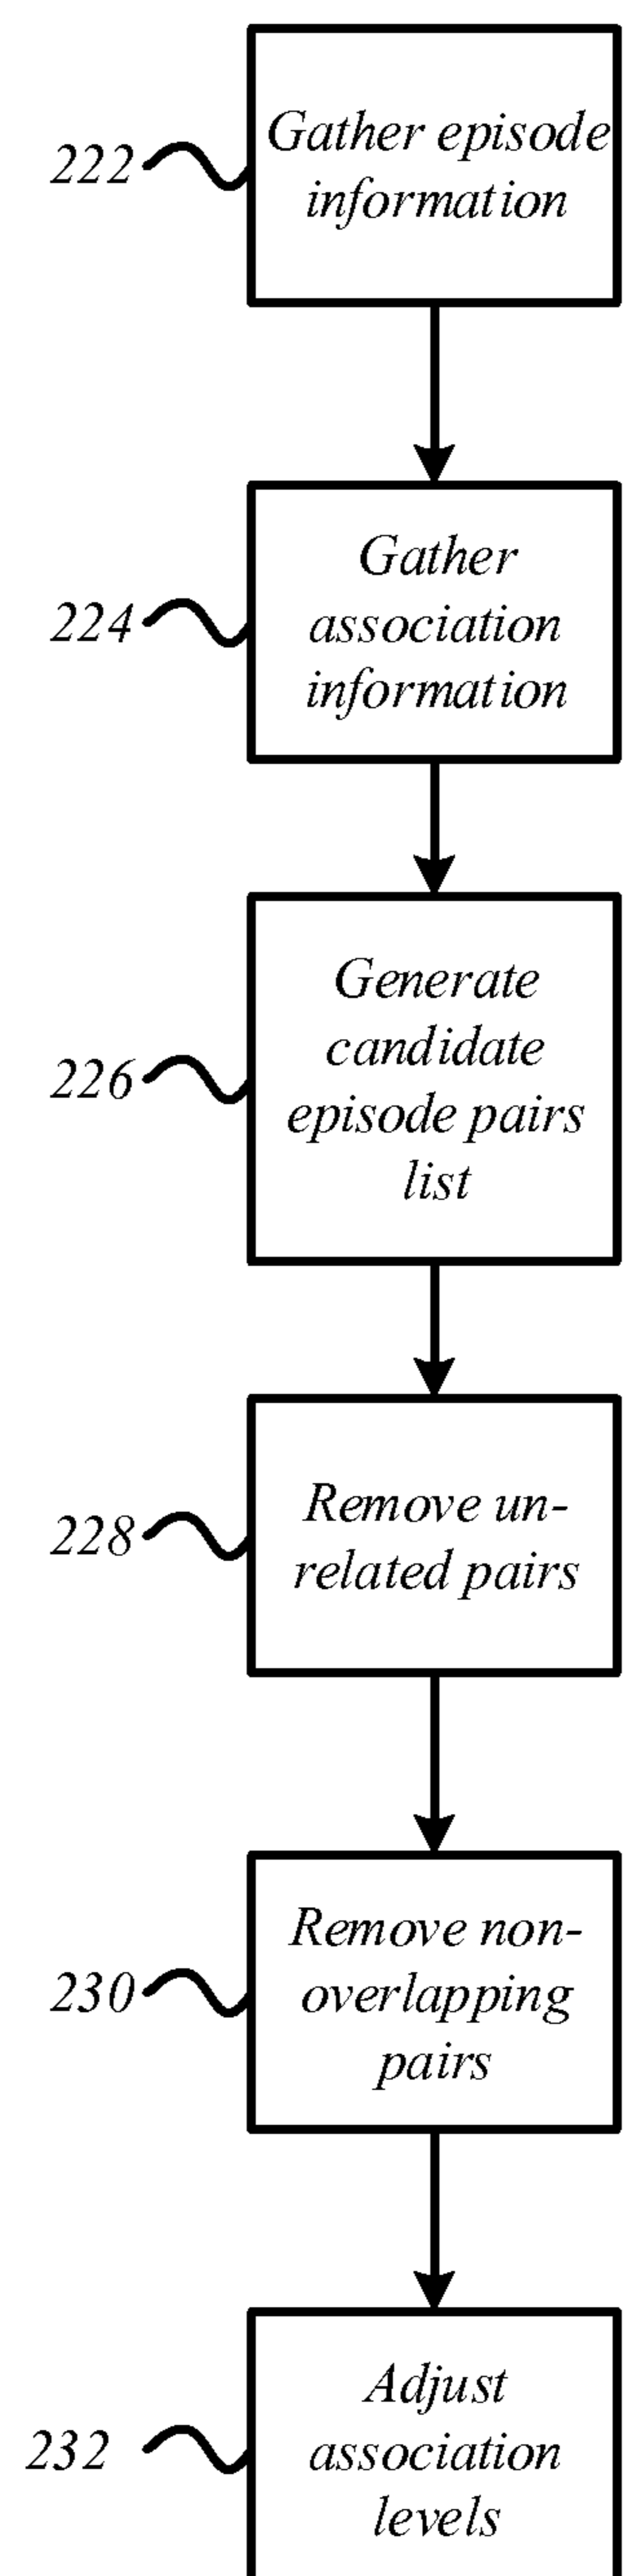 222
Gather episode
information
224
Gather
association
information
226
Generate
candidate
episode pairs
list
228
Remove un-
related pairs
230
Remove non-
overlapping
pairs
232
Adjust
association
levels